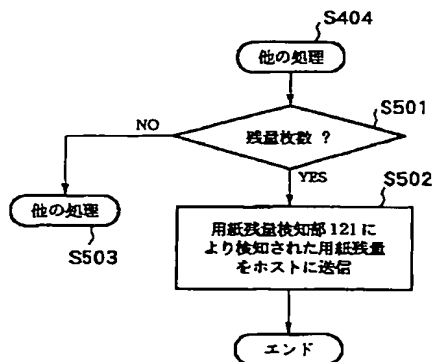 S404
他の処理
S501
残量枚数 ?
NO
YES
S502
他の処理
S503
用紙残量検知部 121 に
より検知された用紙残量
をホストに送信
エンド